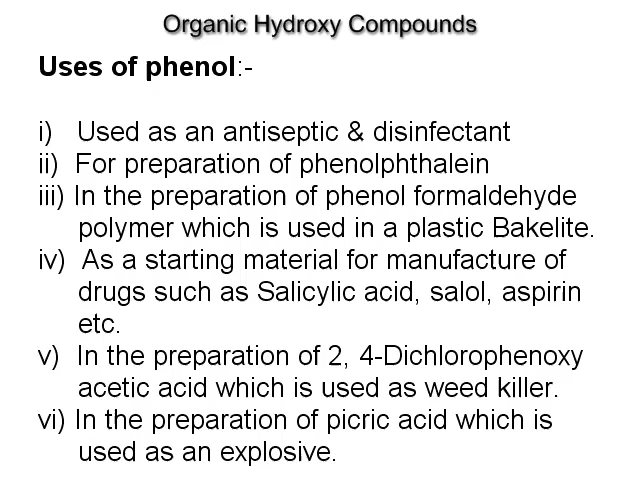 Organic Hydroxy Compounds
Uses of phenol:-
i) Used as an antiseptic & disinfectant
ii) For preparation of phenolphthalein
iii) In the preparation of phenol formaldehyde
polymer which is used in a plastic Bakelite.
iv) As a starting material for manufacture of
drugs such as Salicylic acid, salol, aspirin
etc.
v) In the preparation of 2, 4-Dichlorophenoxy
acetic acid which is used as weed killer.
vi) In the preparation of picric acid which is
used as an explosive.